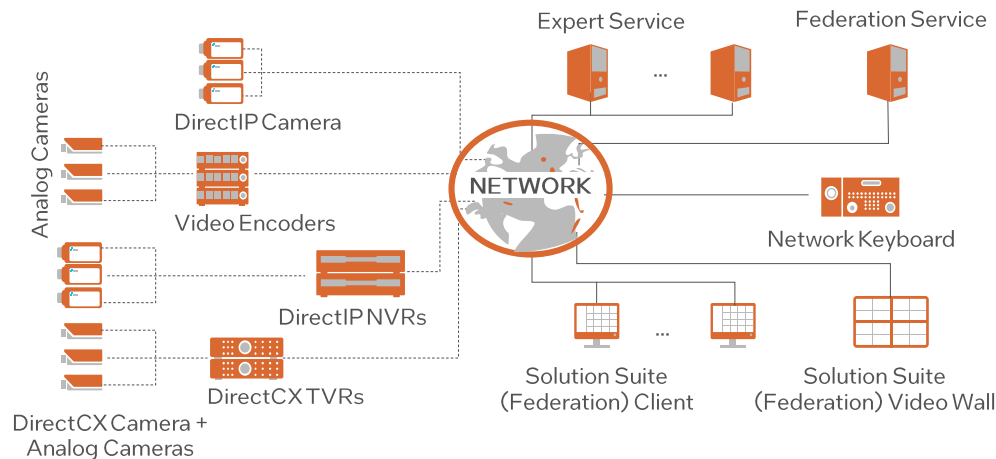 Expert Service
Federation Service
...
DirectIP Camera
Analog Cameras
Video Encoders
NETWORK
Network Keyboard
DirectIP NVRs
...
DirectCX TVRs
Solution Suite
(Federation) Client
Solution Suite
(Federation) Video Wall
DirectCX Camera +
Analog Cameras